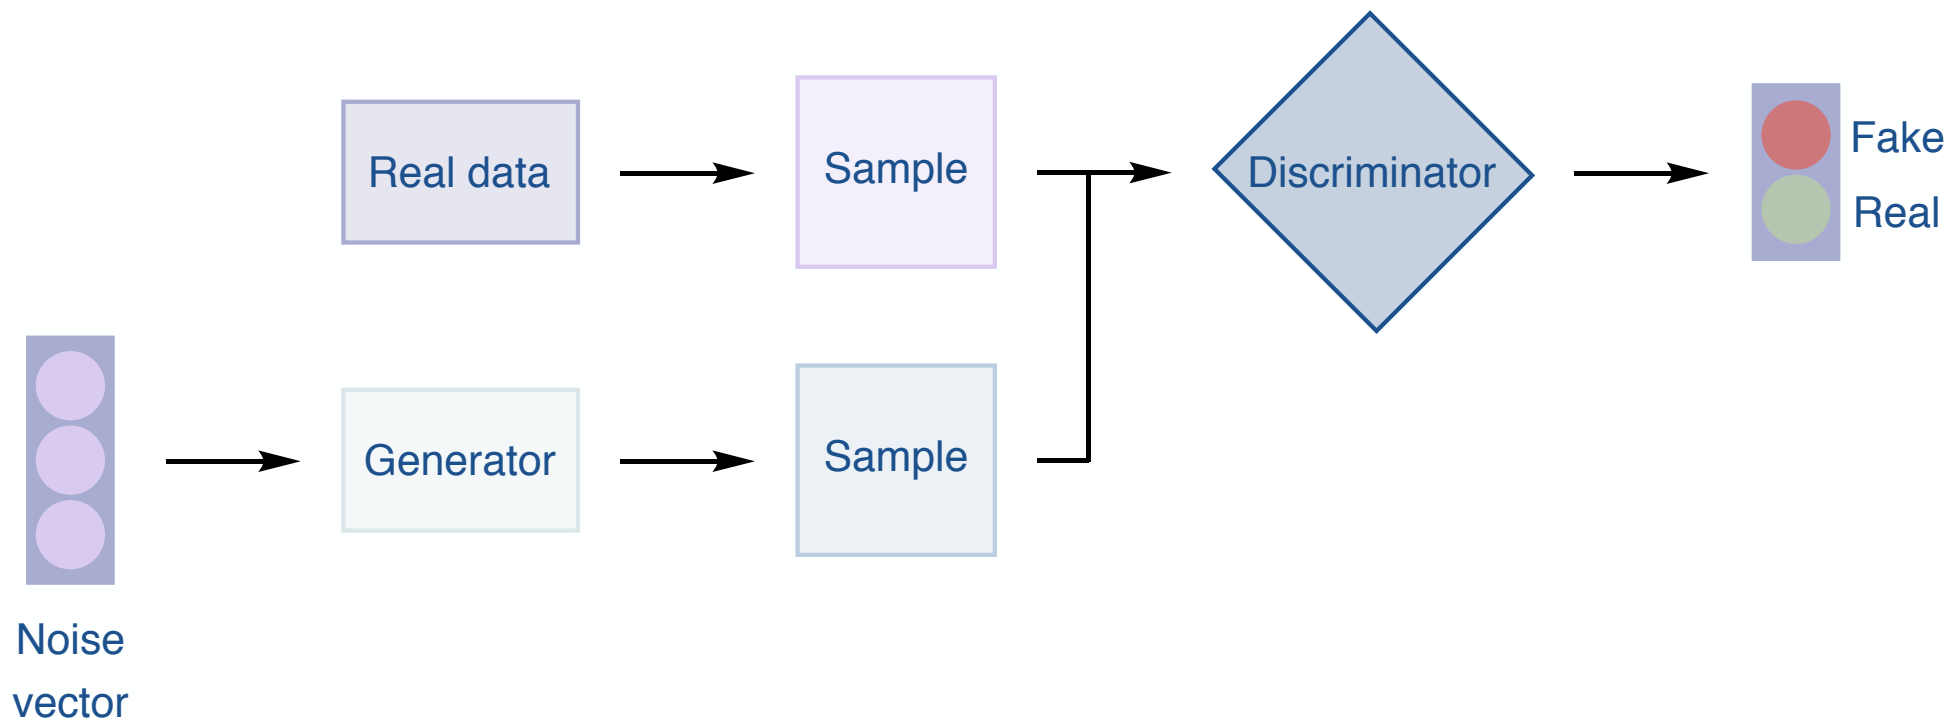 Real data
Sample
Discriminator
Fake
Real
Generator
Sample
Noise
vector